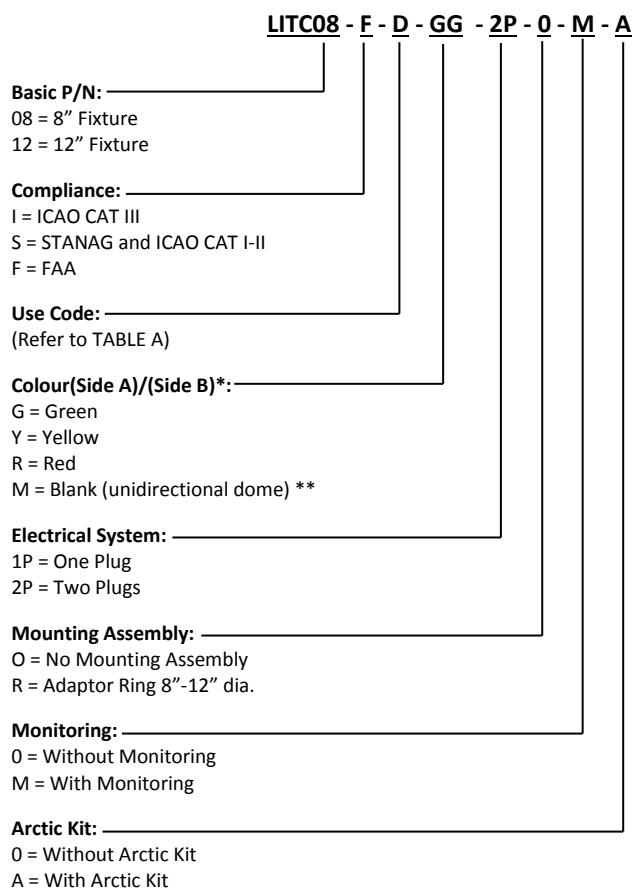 LITC08 - F - D - GG - 2P - 0 - M - A
Basic P/N:
08 = 8” Fixture
12 = 12” Fixture
Compliance:
I = ICAO CAT III
S = STANAG and ICAO CAT I-II
F = FAA
Use Code:
(Refer to TABLE A)
Colour(Side A)/(Side B)*:
G = Green
Y = Yellow
R = Red
M = Blank (unidirectional dome) **
Electrical System:
1P = One Plug
2P = Two Plugs
Mounting Assembly:
O = No Mounting Assembly
R = Adaptor Ring 8”-12” dia.
Monitoring:
0 = Without Monitoring
M = With Monitoring
Arctic Kit:
0 = Without Arctic Kit
A = With Arctic Kit